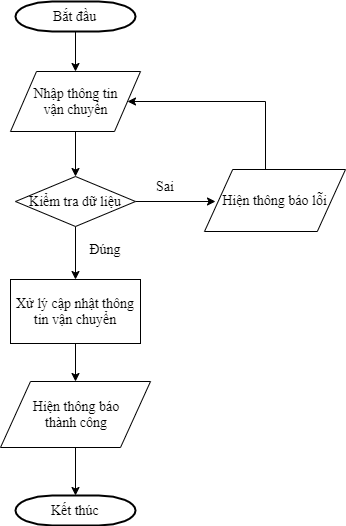 Bắt đầu
Nhập thông tin
vận chuyển
Kiểm tra dữ liệu
Sai
Hiện thông báo lỗi
Đúng
Xử lý cập nhật thông
tin vận chuyển
Hiện thông báo
thành công
Kết thúc